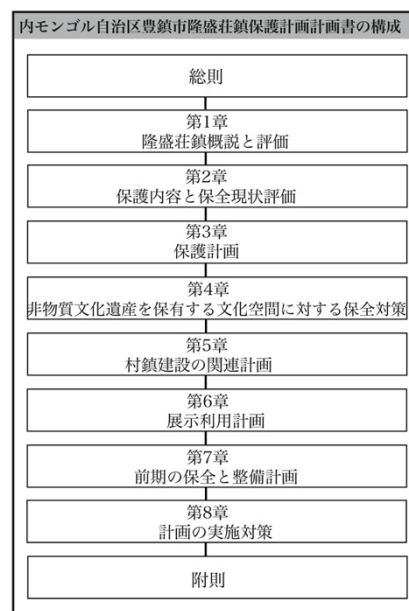 内モンゴル自治区豊鎮市隆盛荘鎮保護計画計画書の構成
総則
第1章
隆盛荘鎮概説と評価
第2章
保護内容と保全現状評価
第3章
保護計画
第4章
非物質文化遺産を保有する文化空間に対する保全対策
第5章
村鎮建設の関連計画
第6章
展示利用計画
第7章
前期の保全と整備計画
第8章
計画の実施対策
附則